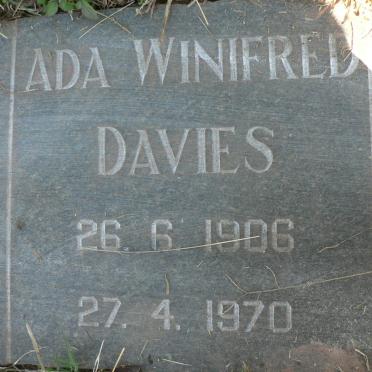 ADA WINIFRED
DAVIES
26. 6. 1906
27. 4. 1970